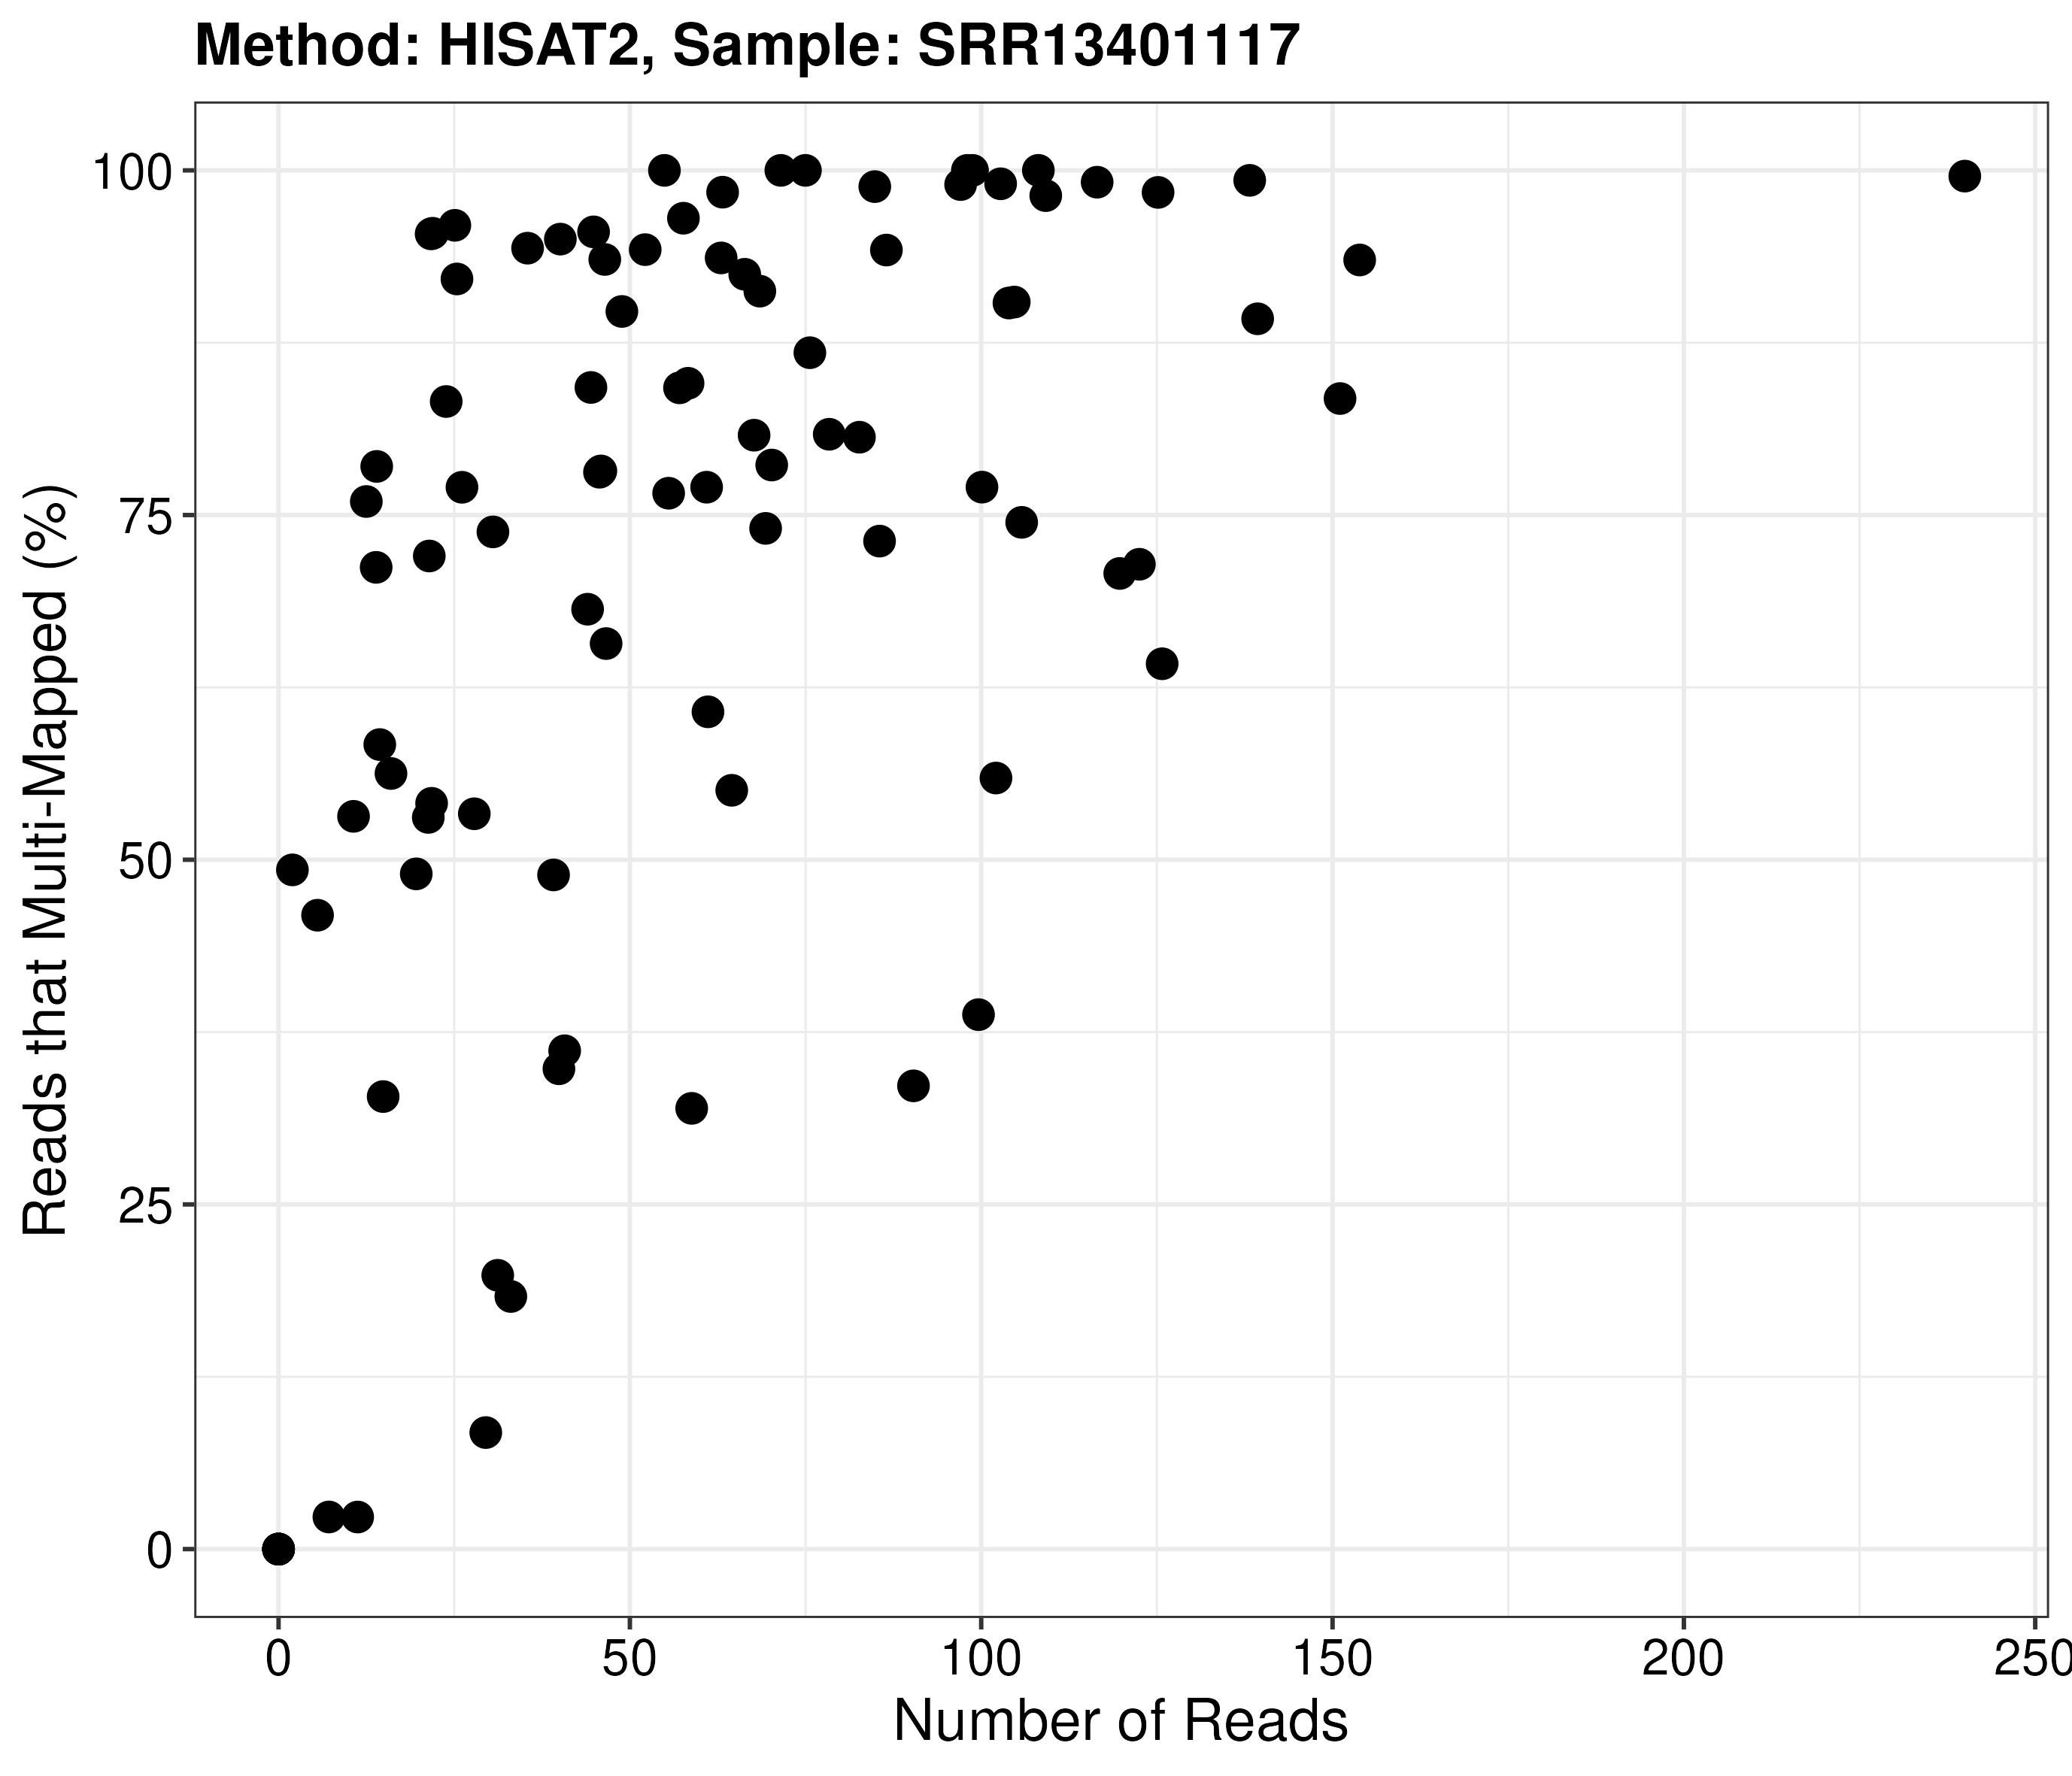 Method: HISAT2, Sample: SRR13401117
Reads that Multi-Mapped (%)
100
75
50
25
0
0 50 100 150 200 250
Number of Reads